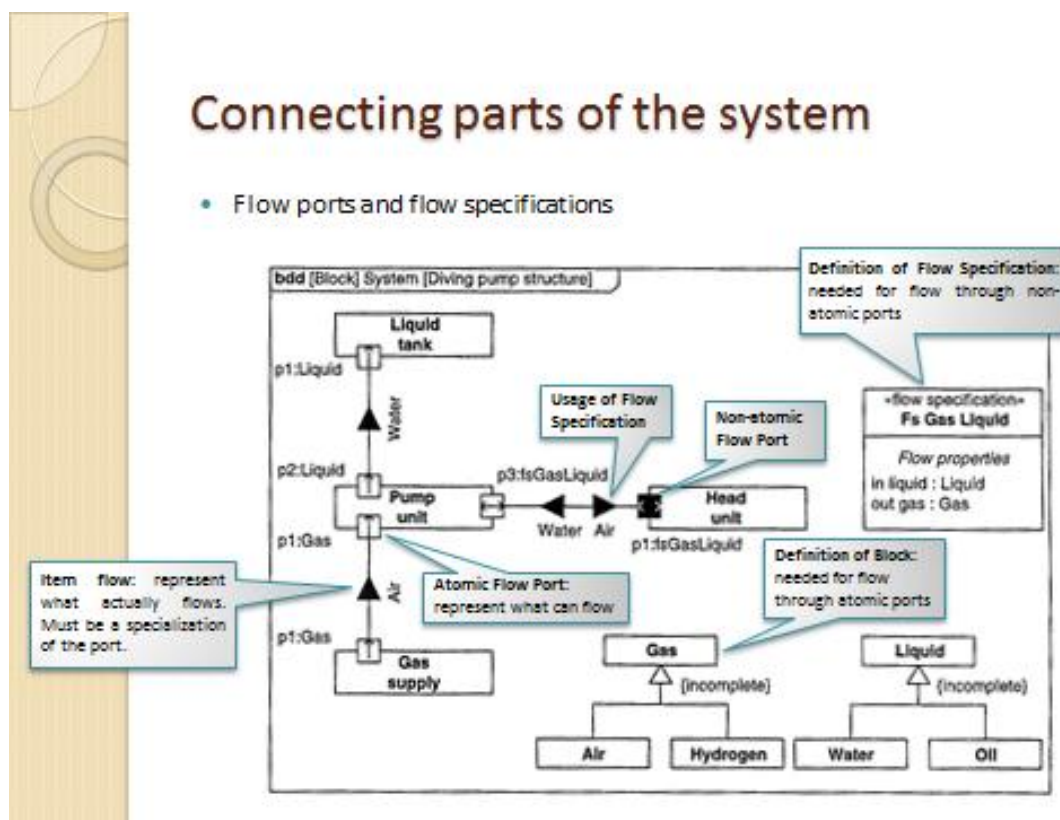 Connecting parts of the system
• Flow ports and flow specifications
bdd [Block] System [Diving pump structure]
Definition of Flow Specification:
needed for flow through non-
atomic ports
Liquid
tank
p1:Liquid
Water
Usage of Flow
Specification
Non-atomic
Flow Port
«flow specification»
Fs Gas Liquid
Flow properties
in liquid : Liquid
out gas : Gas
p2:Liquid
p3:fsGasLiquid
Pump
unit
Water Air
Head
unit
p1:fsGasLiquid
p1:Gas
Item flow: represent
what actually flows.
Must be a specialization
of the port.
Air
Atomic Flow Port:
represent what can flow
Definition of Block:
needed for flow
through atomic ports
p1:Gas
Gas
supply
Gas
{incomplete}
Liquid
{incomplete}
Air
Hydrogen
Water
Oil